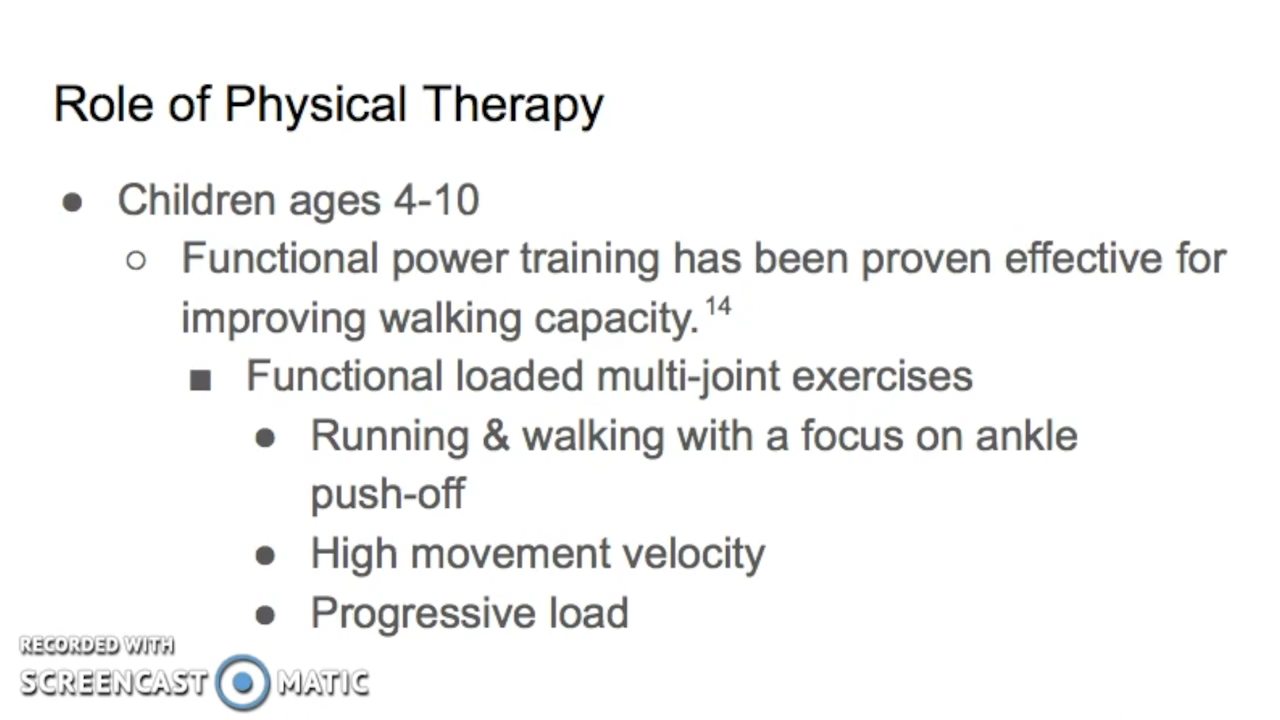 Role of Physical Therapy
● Children ages 4-10
○ Functional power training has been proven effective for
improving walking capacity.14
■ Functional loaded multi-joint exercises
● Running & walking with a focus on ankle
push-off
● High movement velocity
● Progressive load
RECORDED WITH
SCREENCAST MATIC